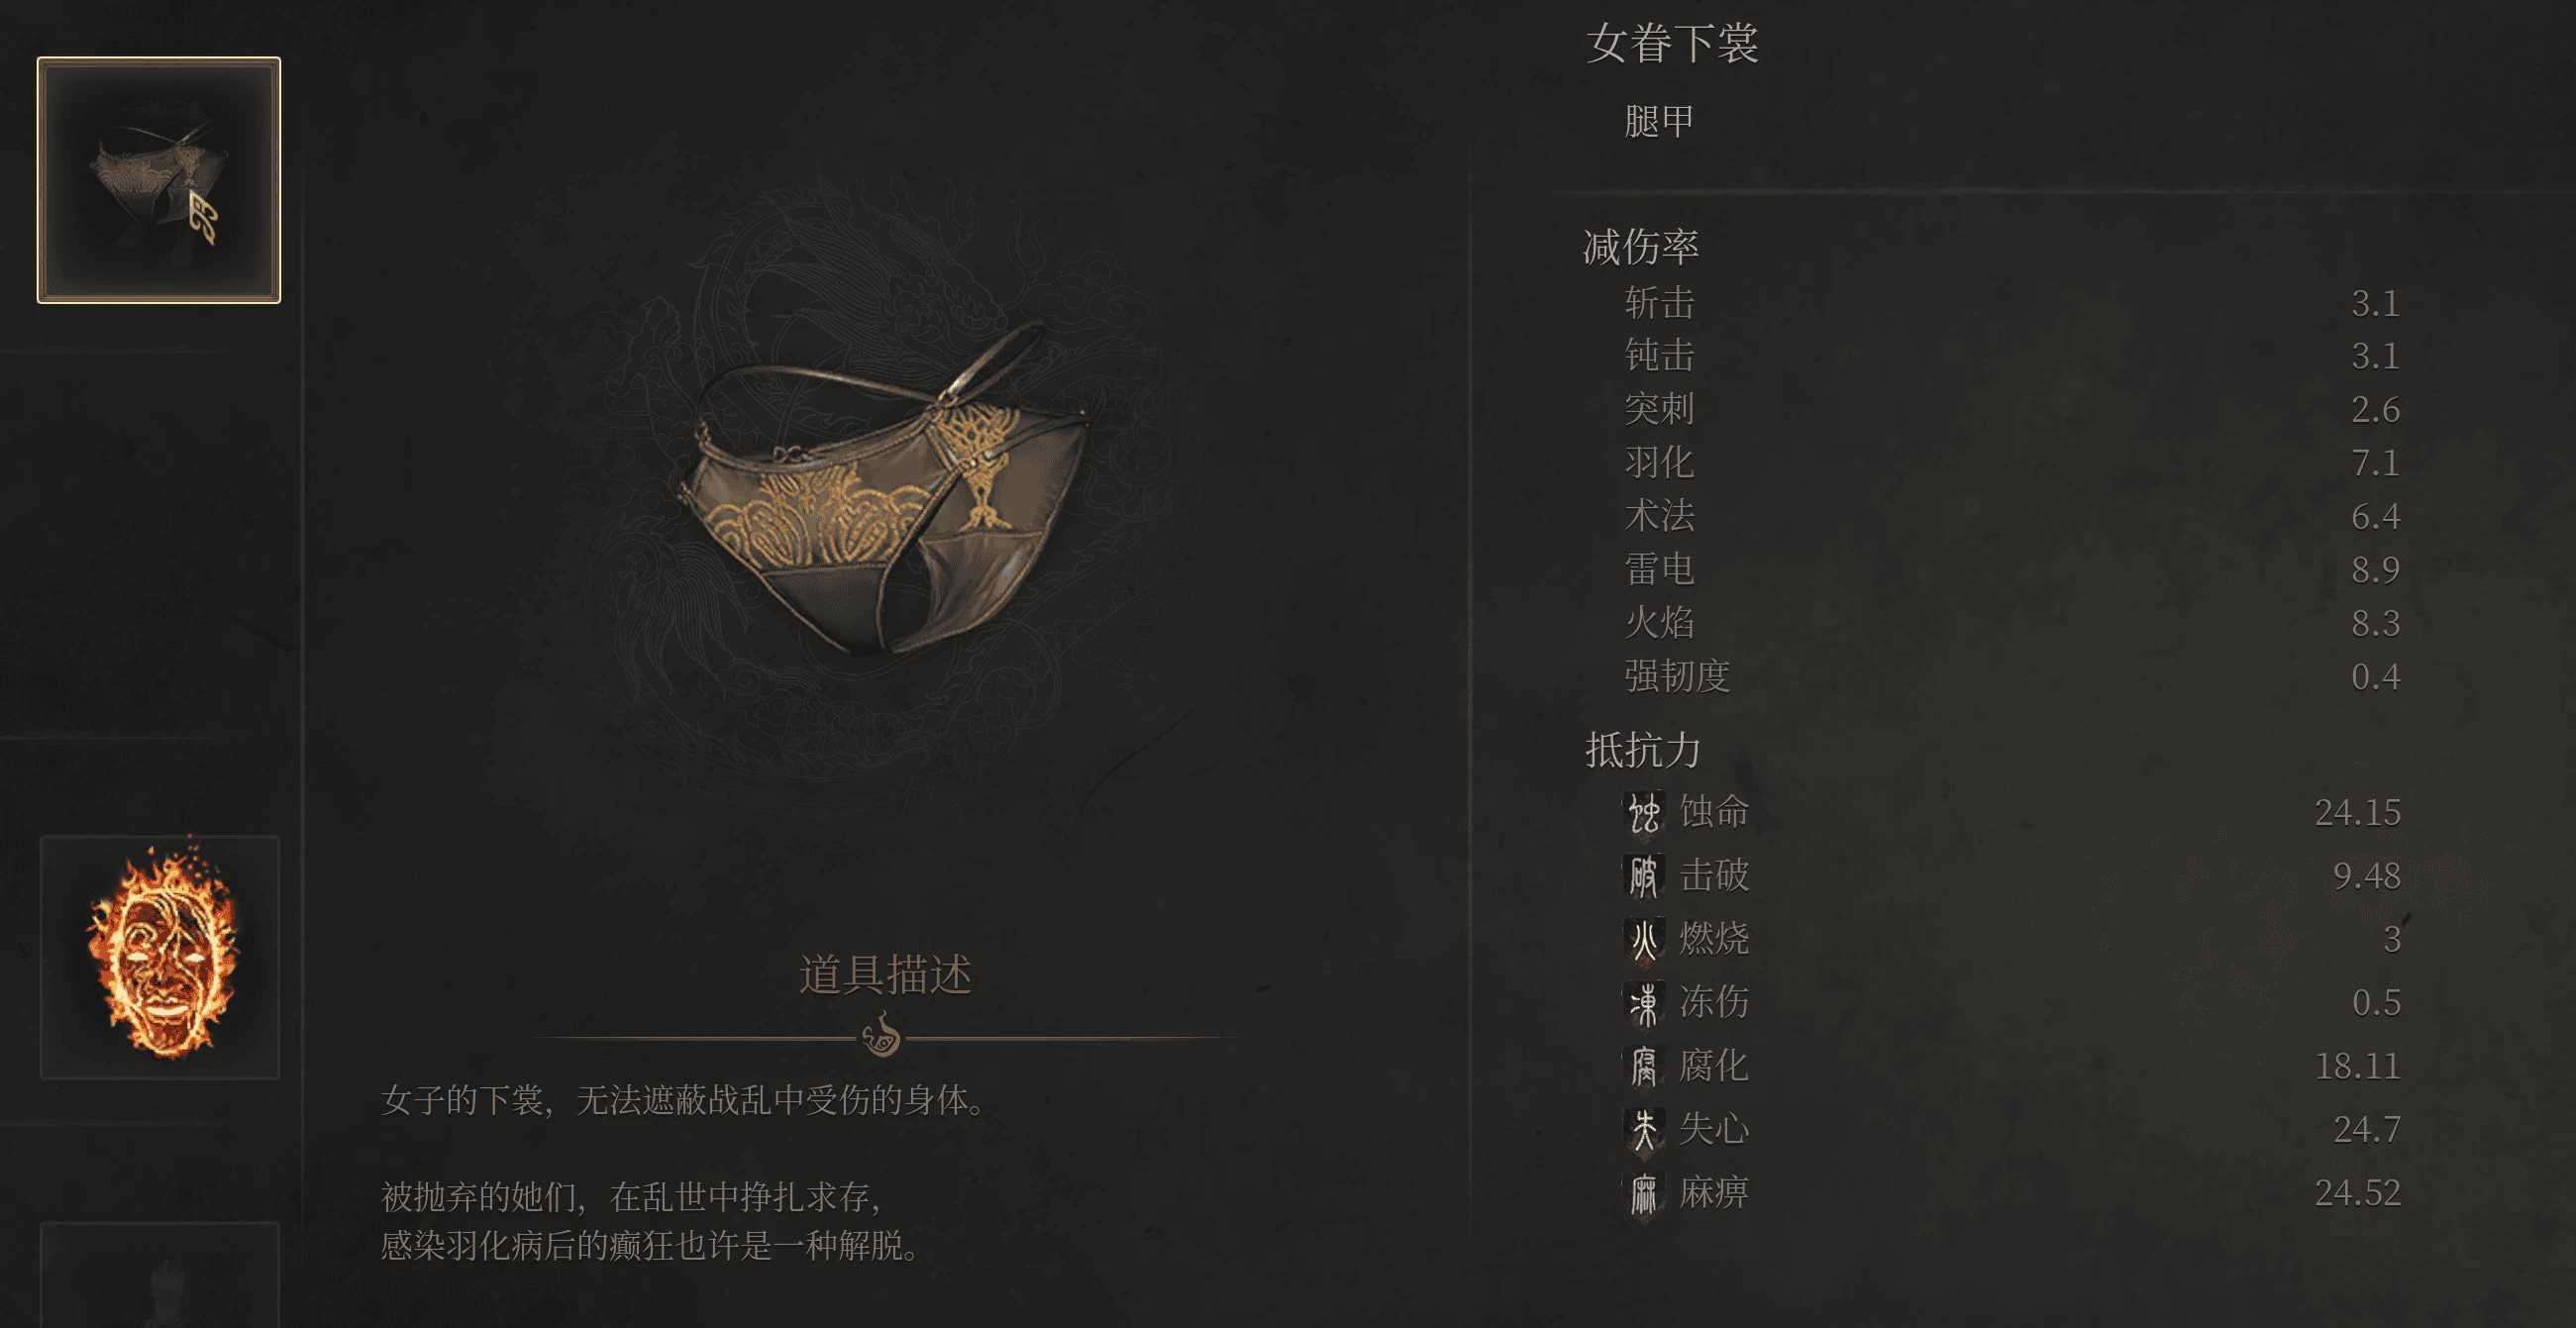 女眷下裳
腿甲
减伤率
斩击 3.1
钝击 3.1
突刺 2.6
羽化 7.1
术法 6.4
雷电 8.9
火焰 8.3
强韧度 0.4
抵抗力
蚀 蚀命 24.15
破 击破 9.48
火 燃烧 3
凍 冻伤 0.5
腐 腐化 18.11
失 失心 24.7
麻 麻痹 24.52
道具描述
女子的下裳，无法遮蔽战乱中受伤的身体。
被抛弃的她们，在乱世中挣扎求存，
感染羽化病后的癫狂也许是一种解脱。